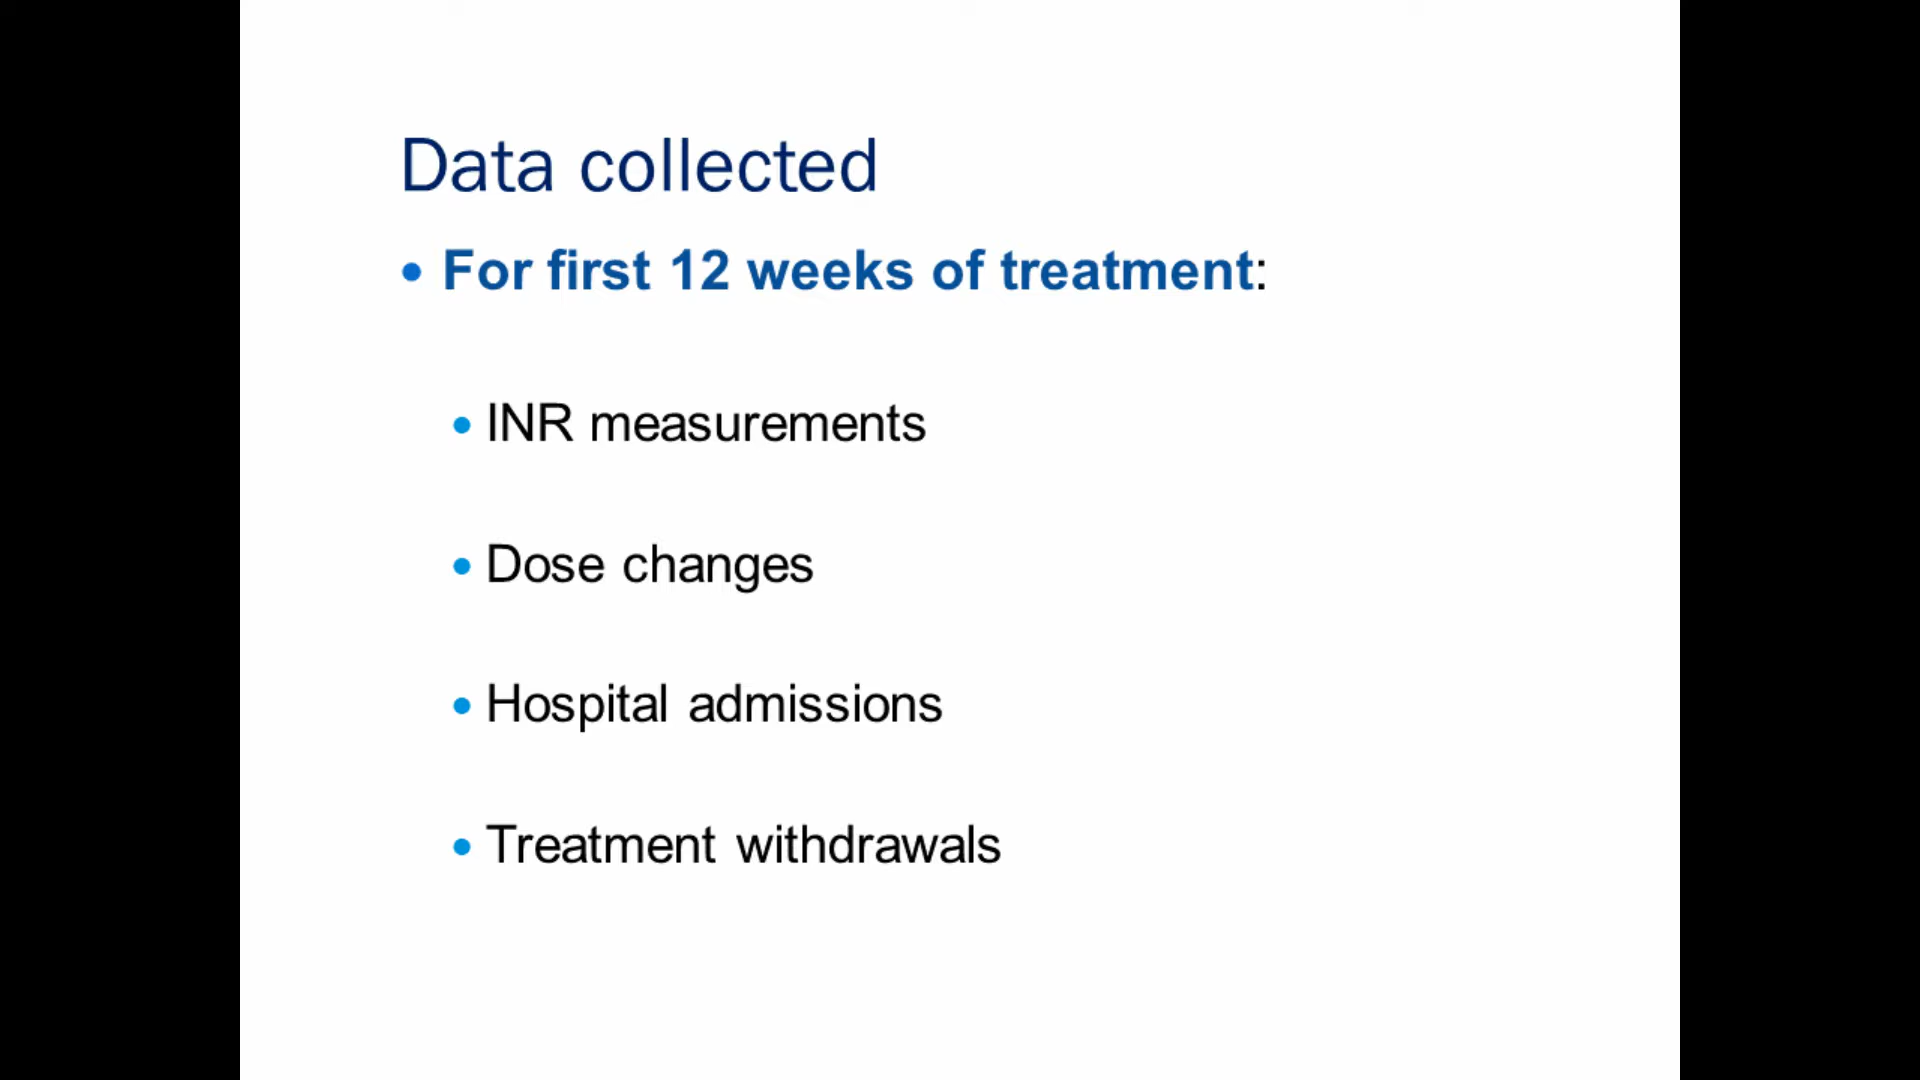 Data collected
• For first 12 weeks of treatment:
• INR measurements
• Dose changes
• Hospital admissions
• Treatment withdrawals